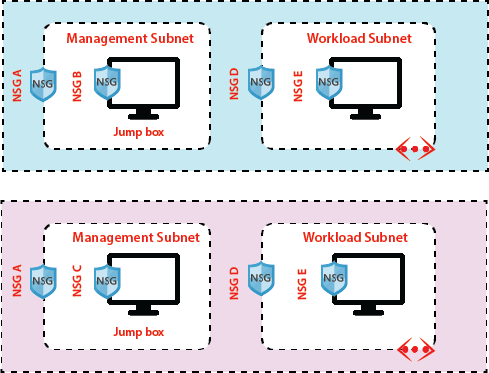 Management Subnet
Workload Subnet
NSG A
NSG
NSG B
NSG
NSG D
NSG
NSG E
NSG
Jump box
Management Subnet
Workload Subnet
NSG A
NSG
NSG C
NSG
NSG D
NSG
NSG E
NSG
Jump box